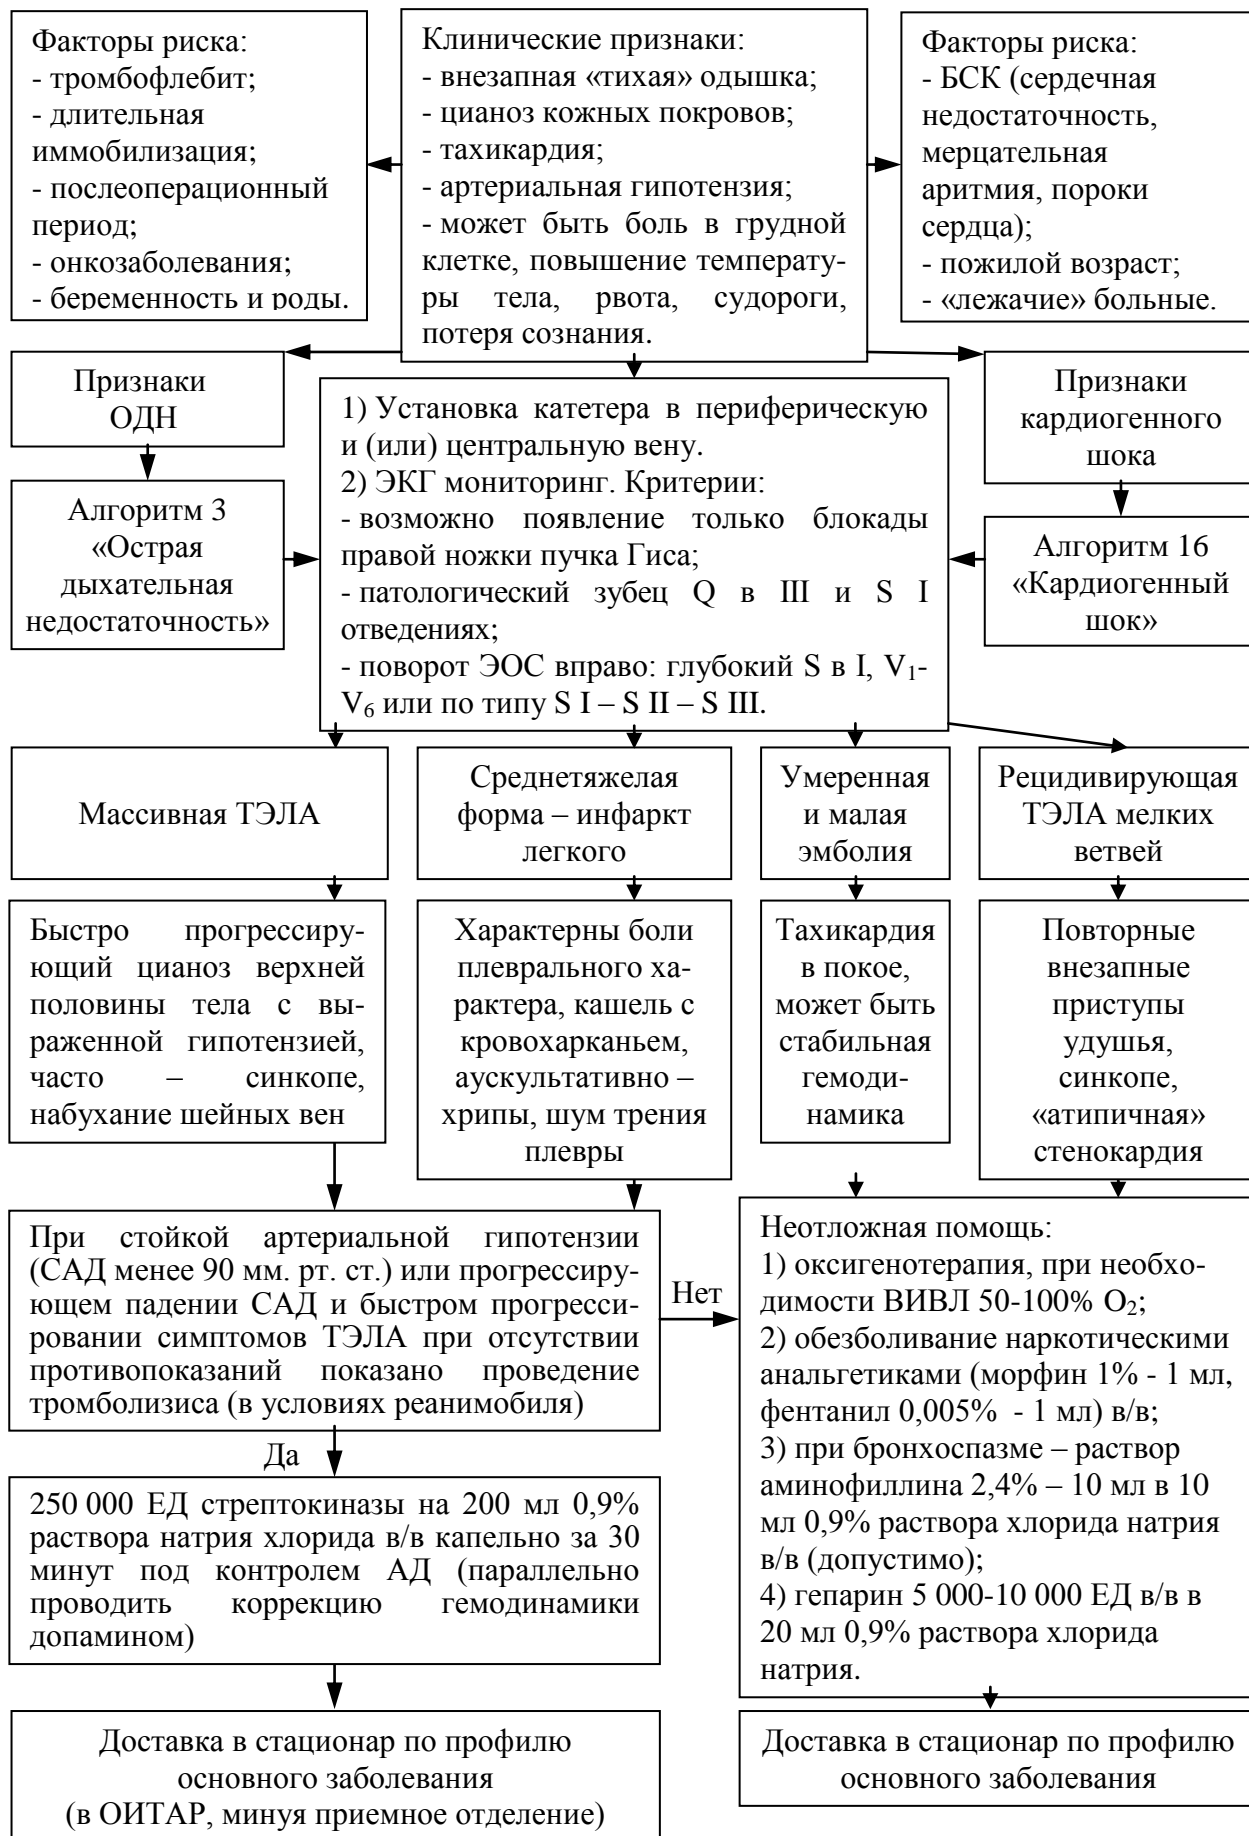 Факторы риска:
- тромбофлебит;
- длительная
иммобилизация;
- послеоперационный
период;
- онкозаболевания;
- беременность и роды.
Клинические признаки:
- внезапная «тихая» одышка;
- цианоз кожных покровов;
- тахикардия;
- артериальная гипотензия;
- может быть боль в грудной
клетке, повышение температу-
ры тела, рвота, судороги,
потеря сознания.
Факторы риска:
- БСК (сердечная
недостаточность,
мерцательная
аритмия, пороки
сердца);
- пожилой возраст;
- «лежачие» больные.
Признаки
ОДН
Алгоритм 3
«Острая
дыхательная
недостаточность»
1) Установка катетера в периферическую
и (или) центральную вену.
2) ЭКГ мониторинг. Критерии:
- возможно появление только блокады
правой ножки пучка Гиса;
- патологический зубец Q в III и S I
отведениях;
- поворот ЭОС вправо: глубокий S в I, V₁-
V₆ или по типу S I – S II – S III.
Признаки
кардиогенного
шока
Алгоритм 16
«Кардиогенный
шок»
Массивная ТЭЛА
Среднетяжелая
форма – инфаркт
легкого
Умеренная
и малая
эмболия
Рецидивирующая
ТЭЛА мелких
ветвей
Быстро прогрессиру-
ющий цианоз верхней
половины тела с вы-
раженной гипотензией,
часто – синкопе,
набухание шейных вен
Характерны боли
плеврального ха-
рактера, кашель с
кровохарканьем,
аускультативно –
хрипы, шум трения
плевры
Тахикардия
в покое,
может быть
стабильная
гемоди-
намика
Повторные
внезапные
приступы
удушья,
синкопе,
«атипичная»
стенокардия
При стойкой артериальной гипотензии
(САД менее 90 мм. рт. ст.) или прогрессиру-
ющем падении САД и быстром прогресси-
ровании симптомов ТЭЛА при отсутствии
противопоказаний показано проведение
тромболизиса (в условиях реанимобиля)
Нет
Да
250 000 ЕД стрептокиназы на 200 мл 0,9%
раствора натрия хлорида в/в капельно за 30
минут под контролем АД (параллельно
проводить коррекцию гемодинамики
допамином)
Доставка в стационар по профилю
основного заболевания
(в ОИТАР, минуя приемное отделение)
Неотложная помощь:
1) оксигенотерапия, при необхо-
димости ВИВЛ 50-100% O₂;
2) обезболивание наркотическими
анальгетиками (морфин 1% - 1 мл,
фентанил 0,005% - 1 мл) в/в;
3) при бронхоспазме – раствор
аминофиллина 2,4% – 10 мл в 10
мл 0,9% раствора хлорида натрия
в/в (допустимо);
4) гепарин 5 000-10 000 ЕД в/в в
20 мл 0,9% раствора хлорида
натрия.
Доставка в стационар по профилю
основного заболевания